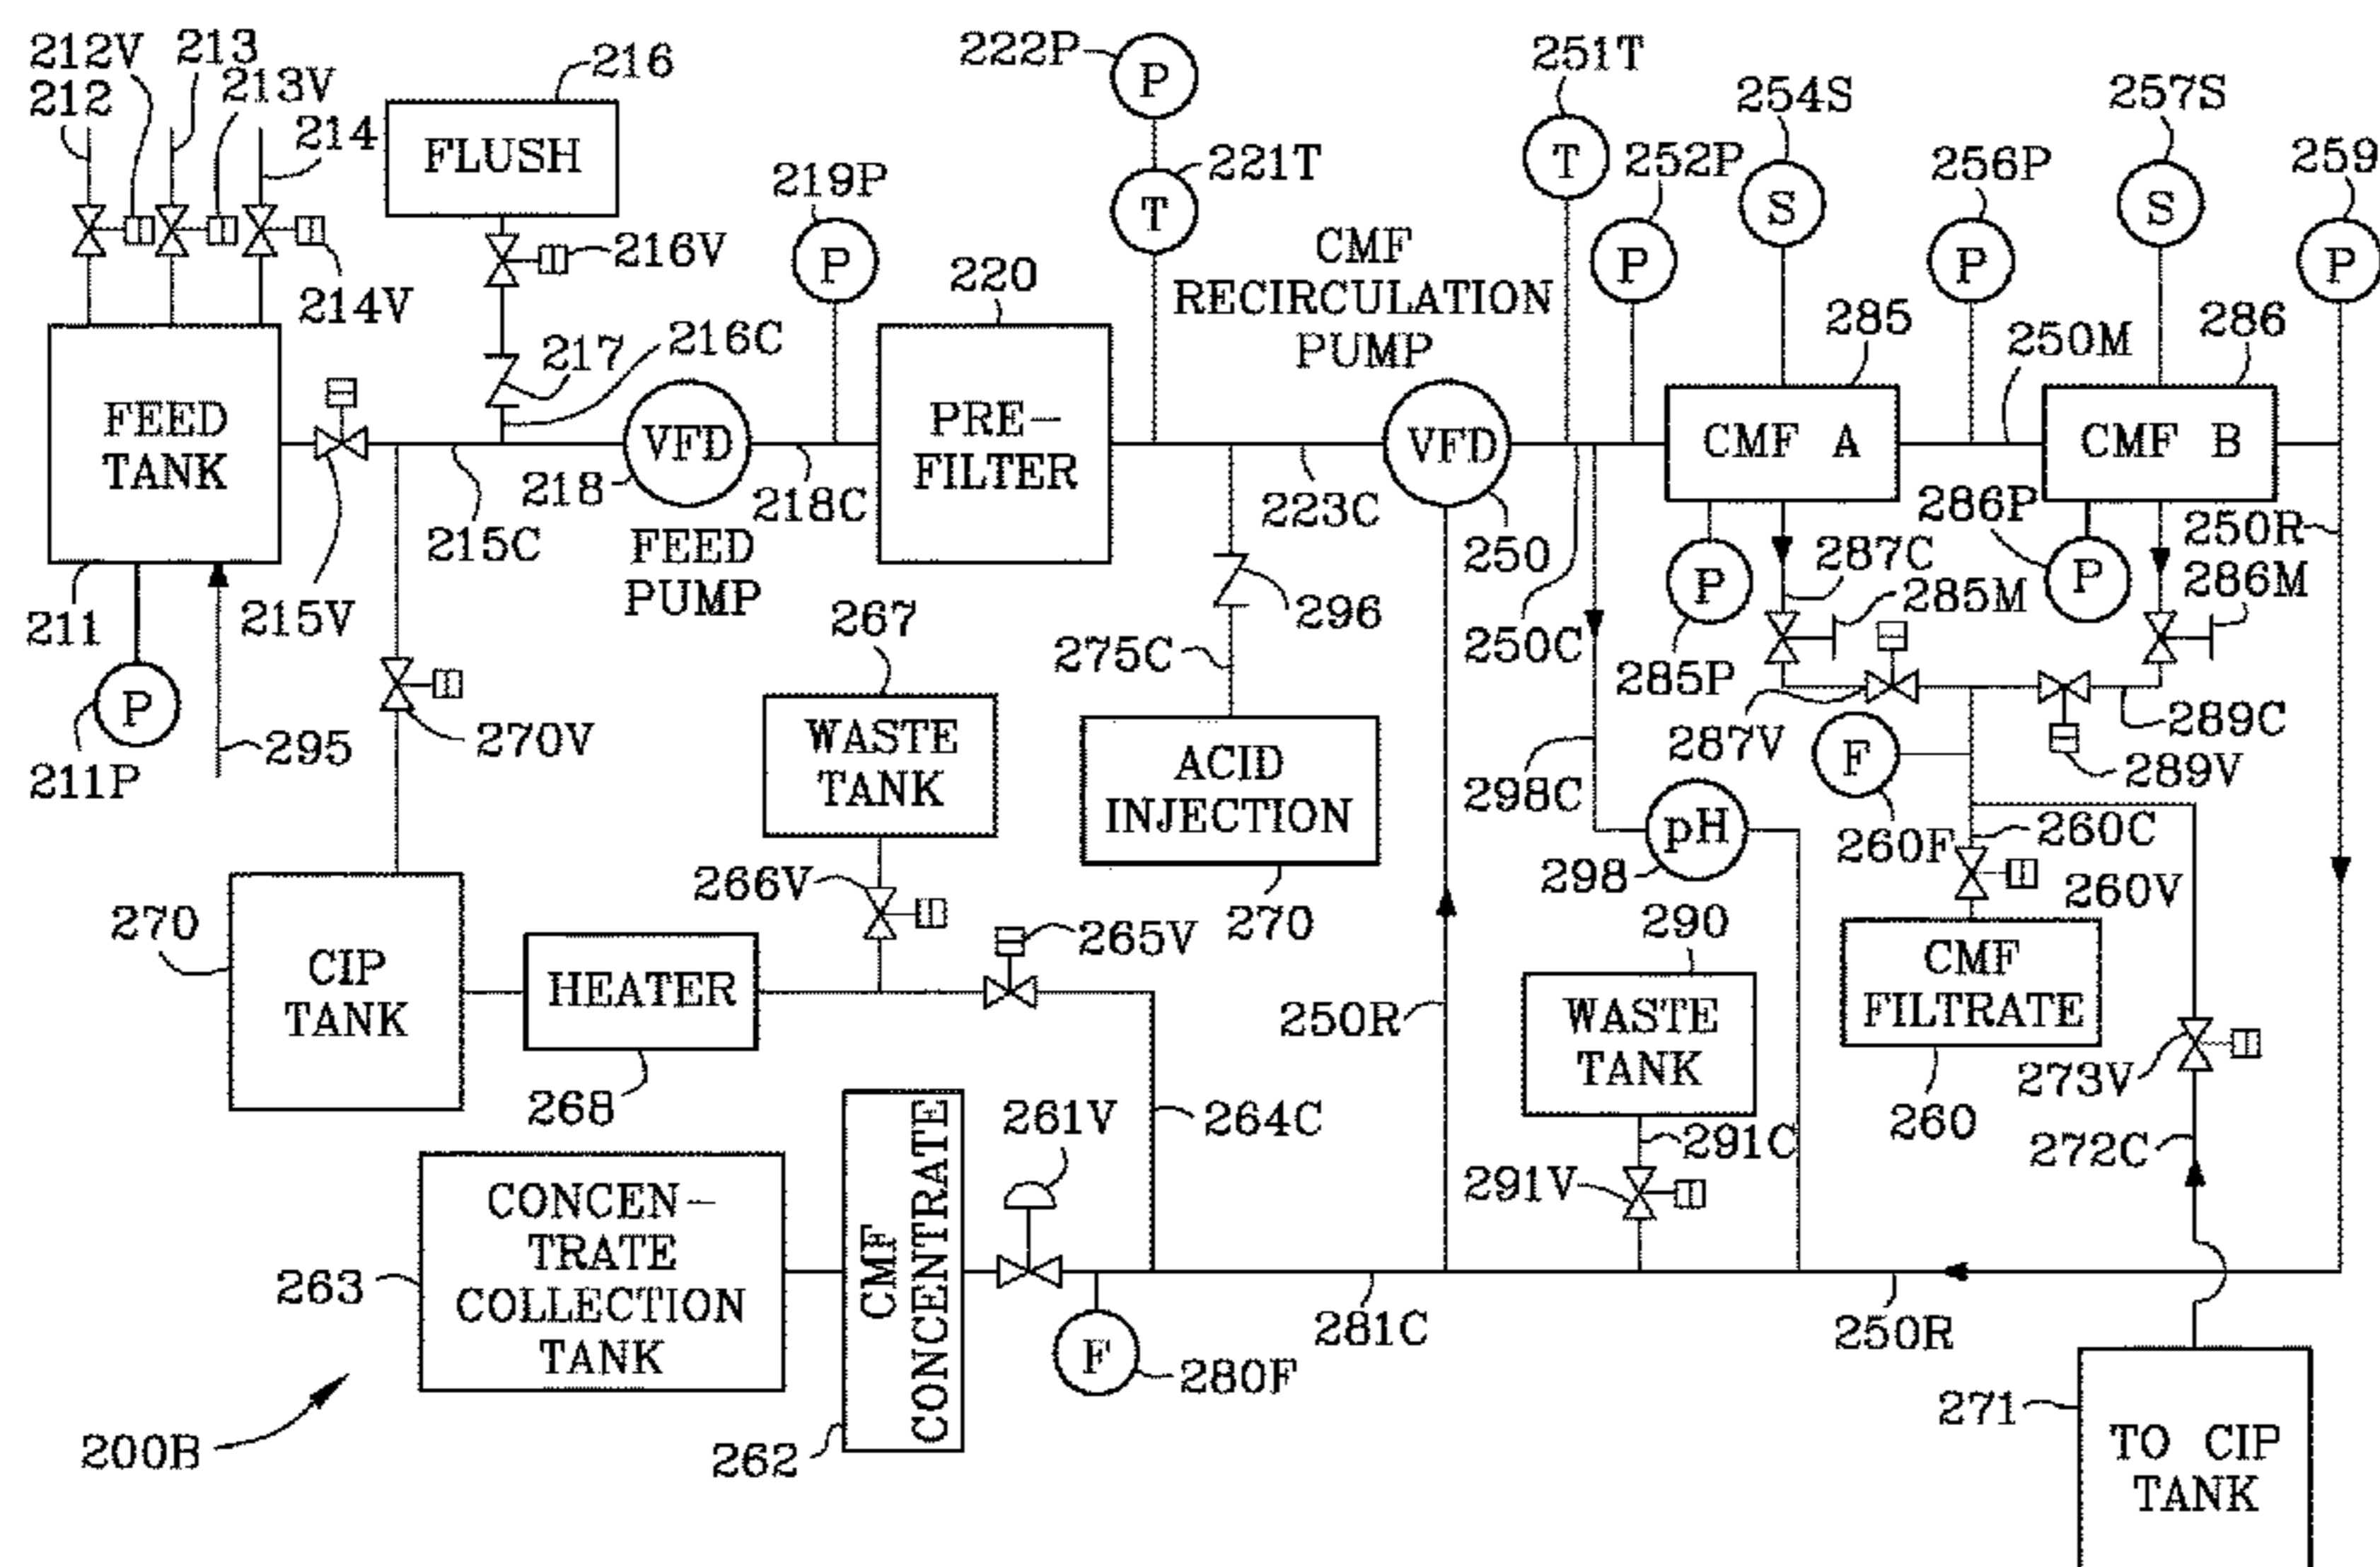 212V
213
212
213V
214
216
FLUSH
222P
P
251T
T
254S
S
257S
S
259
P
221T
T
252P
P
256P
P
219P
P
214V
216V
CMF
RECIRCULATION
PUMP
220
285
250M
286
217
216C
FEED
TANK
PRE-
FILTER
VFD
VFD
CMF A
CMF B
218
218C
223C
215C
FEED
PUMP
250
250C
286P
P
250R
287C
285M
286M
P
285P
211
215V
P
211P
295
270V
267
WASTE
TANK
296
275C
ACID
INJECTION
270
298C
pH
298
287V
289C
289V
F
260F
260C
260V
266V
265V
270
CIP
TANK
HEATER
268
250R
290
WASTE
TANK
291C
291V
CMF
FILTRATE
260
273V
272C
261V
264C
263
CONCEN-
TRATE
COLLECTION
TANK
CMF
CONCENTRATE
262
F
280F
281C
250R
271
TO CIP
TANK
200B